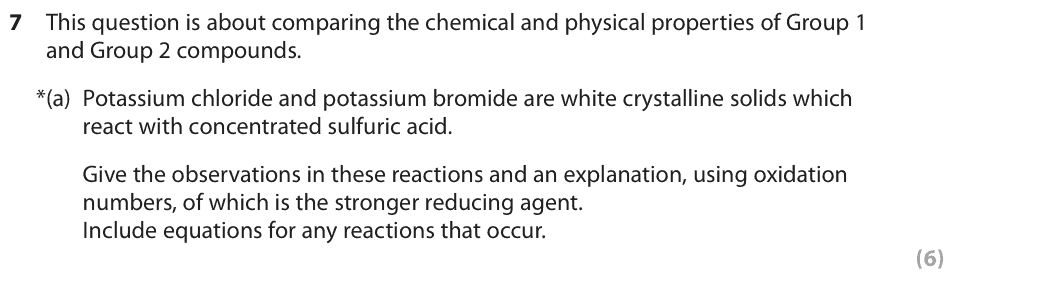 7 This question is about comparing the chemical and physical properties of Group 1
and Group 2 compounds.
*(a) Potassium chloride and potassium bromide are white crystalline solids which
react with concentrated sulfuric acid.
Give the observations in these reactions and an explanation, using oxidation
numbers, of which is the stronger reducing agent.
Include equations for any reactions that occur.
(6)